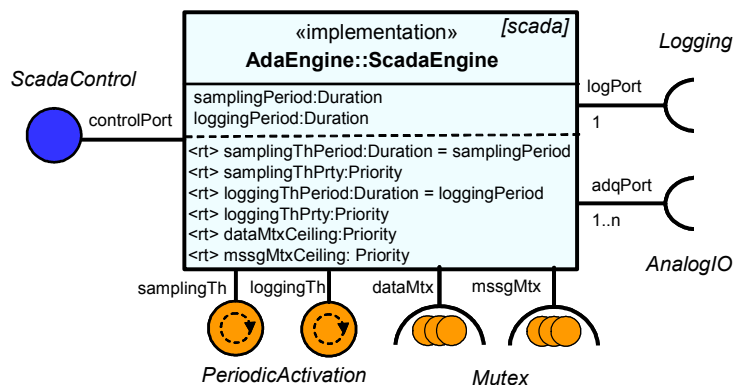 «implementation»
[scada]
AdaEngine::ScadaEngine
Logging
ScadaControl
controlPort
samplingPeriod:Duration
loggingPeriod:Duration
logPort
1
<rt> samplingThPeriod:Duration = samplingPeriod
<rt> samplingThPrty:Priority
<rt> loggingThPeriod:Duration = loggingPeriod
<rt> loggingThPrty:Priority
<rt> dataMtxCeiling:Priority
<rt> mssgMtxCeiling: Priority
adqPort
1..n
AnalogIO
samplingTh
loggingTh
dataMtx
mssgMtx
PeriodicActivation
Mutex